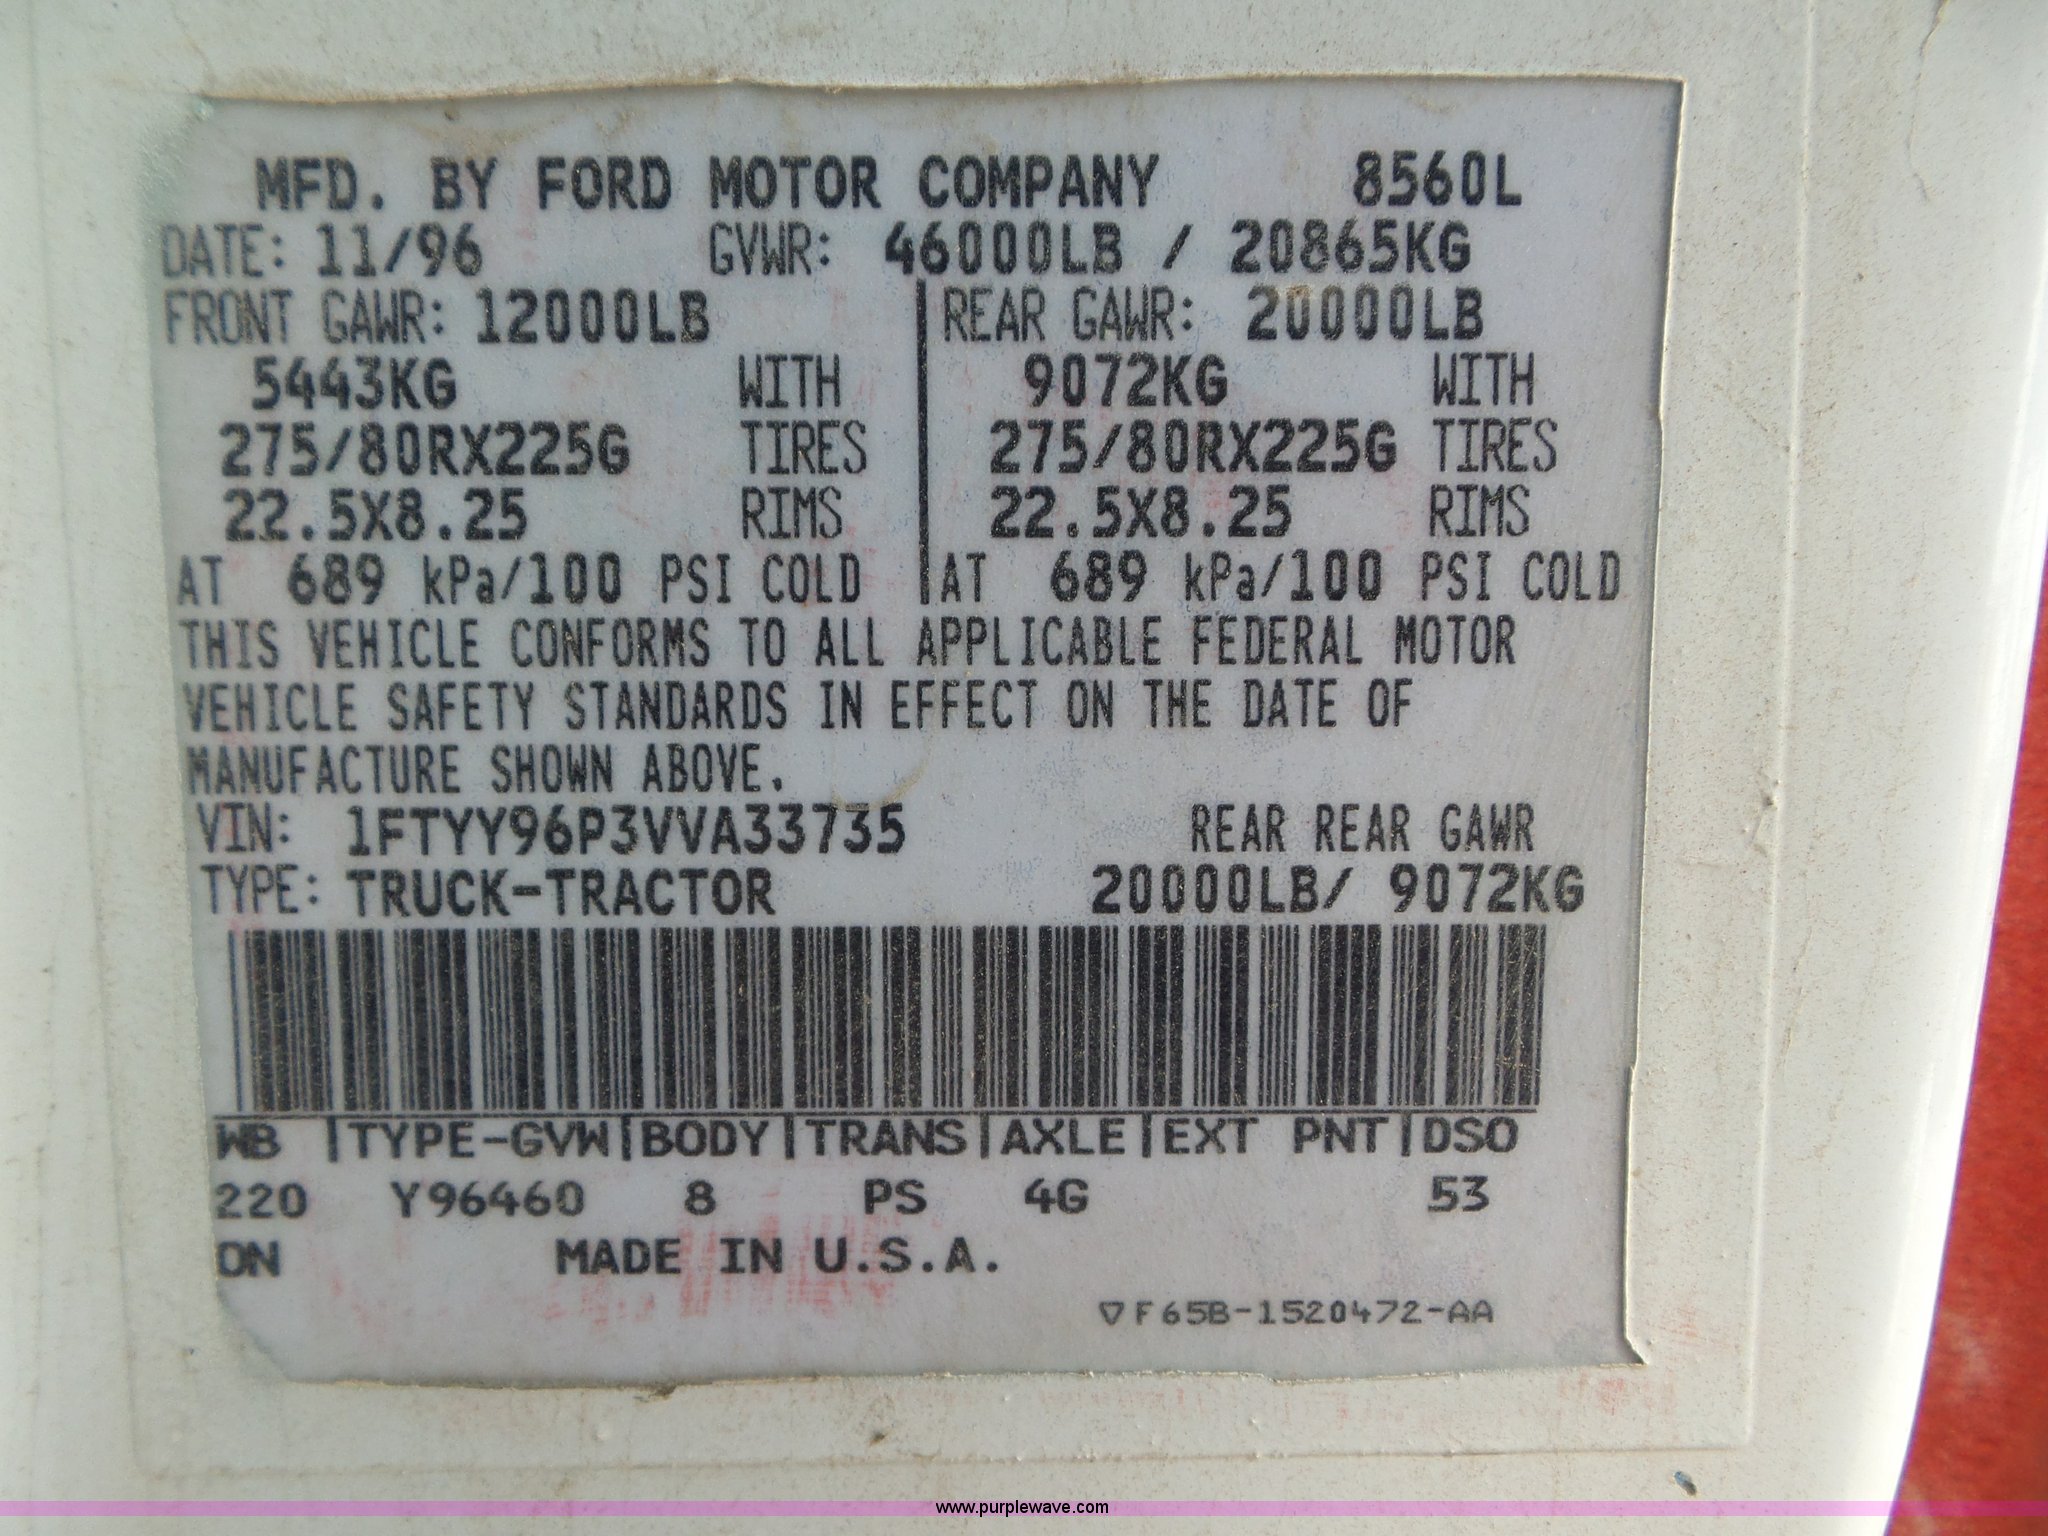 MFD. BY FORD MOTOR COMPANY 8560L
DATE: 11/96 GVWR: 46000LB / 20865KG
FRONT GAWR: 12000LB REAR GAWR: 20000LB
5443KG WITH 9072KG WITH
275/80RX225G TIRES 275/80RX225G TIRES
22.5X8.25 RIMS 22.5X8.25 RIMS
AT 689 kPa/100 PSI COLD AT 689 kPa/100 PSI COLD
THIS VEHICLE CONFORMS TO ALL APPLICABLE FEDERAL MOTOR
VEHICLE SAFETY STANDARDS IN EFFECT ON THE DATE OF
MANUFACTURE SHOWN ABOVE.
VIN: 1FTYY96P3VVA33735 REAR REAR GAWR
TYPE: TRUCK-TRACTOR 20000LB/ 9072KG
WB |TYPE-GVW|BODY|TRANS|AXLE|EXT PNT|DSO
220 Y96460 8 PS 4G 53
ON MADE IN U.S.A.
▽F65B-1520472-AA
www.purplewave.com